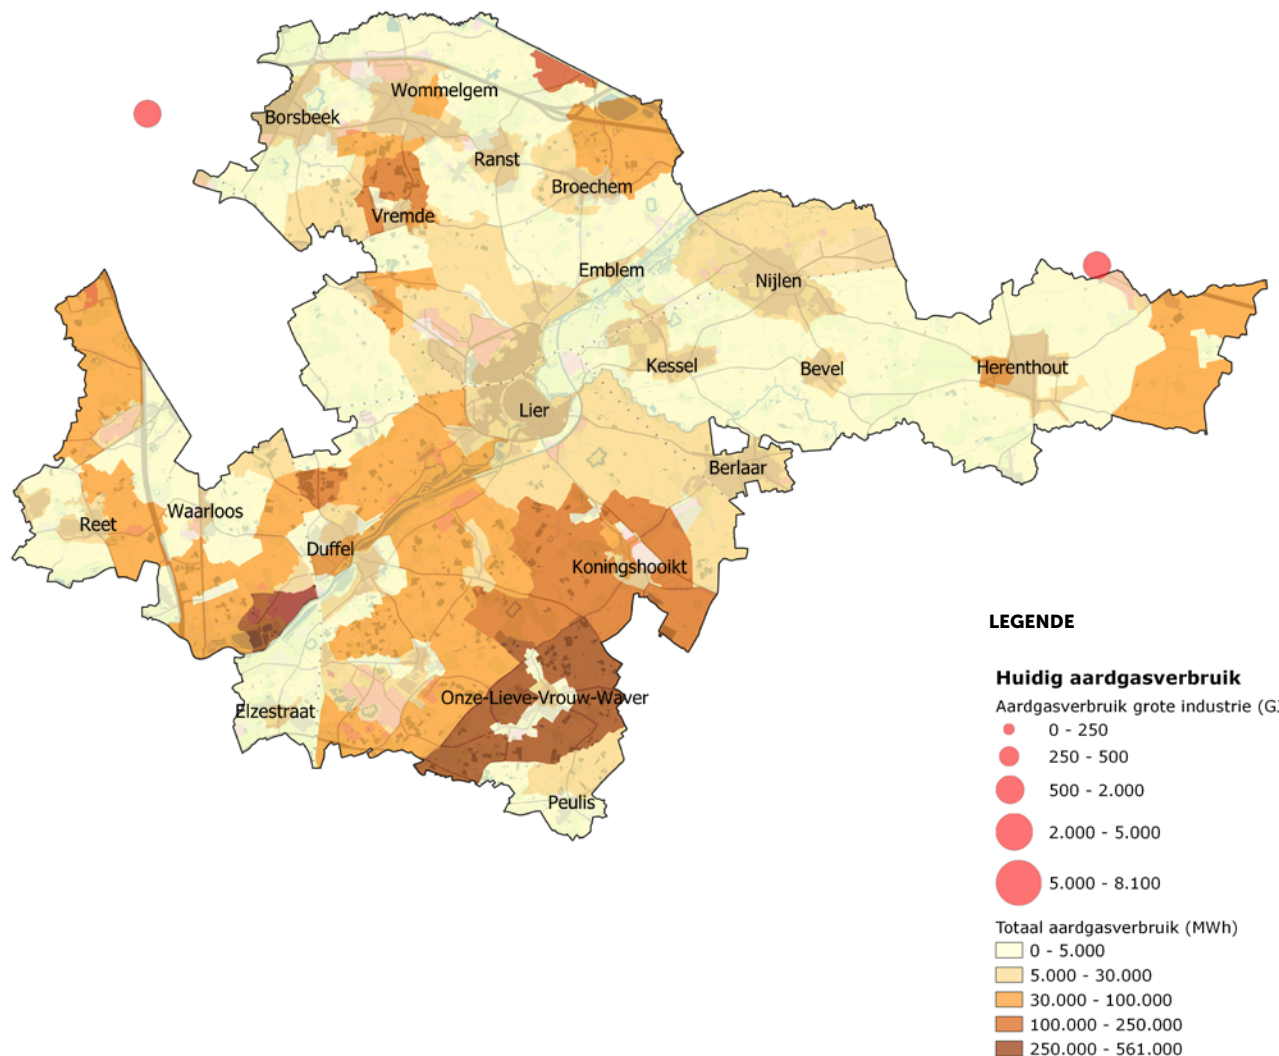 Wommelgem
Borsbeek
Ranst
Broechem
Vremde
Emblem
Nijlen
Kessel
Bevel
Herenthout
Lier
Berlaar
Reet
Waarloos
Duffel
Koningshooikt
Onze-Lieve-Vrouw-Waver
Elzestraat
Peulis
LEGENDE
Huidig aardgasverbruik
Aardgasverbruik grote industrie (G
0 - 250
250 - 500
500 - 2.000
2.000 - 5.000
5.000 - 8.100
Totaal aardgasverbruik (MWh)
0 - 5.000
5.000 - 30.000
30.000 - 100.000
100.000 - 250.000
250.000 - 561.000